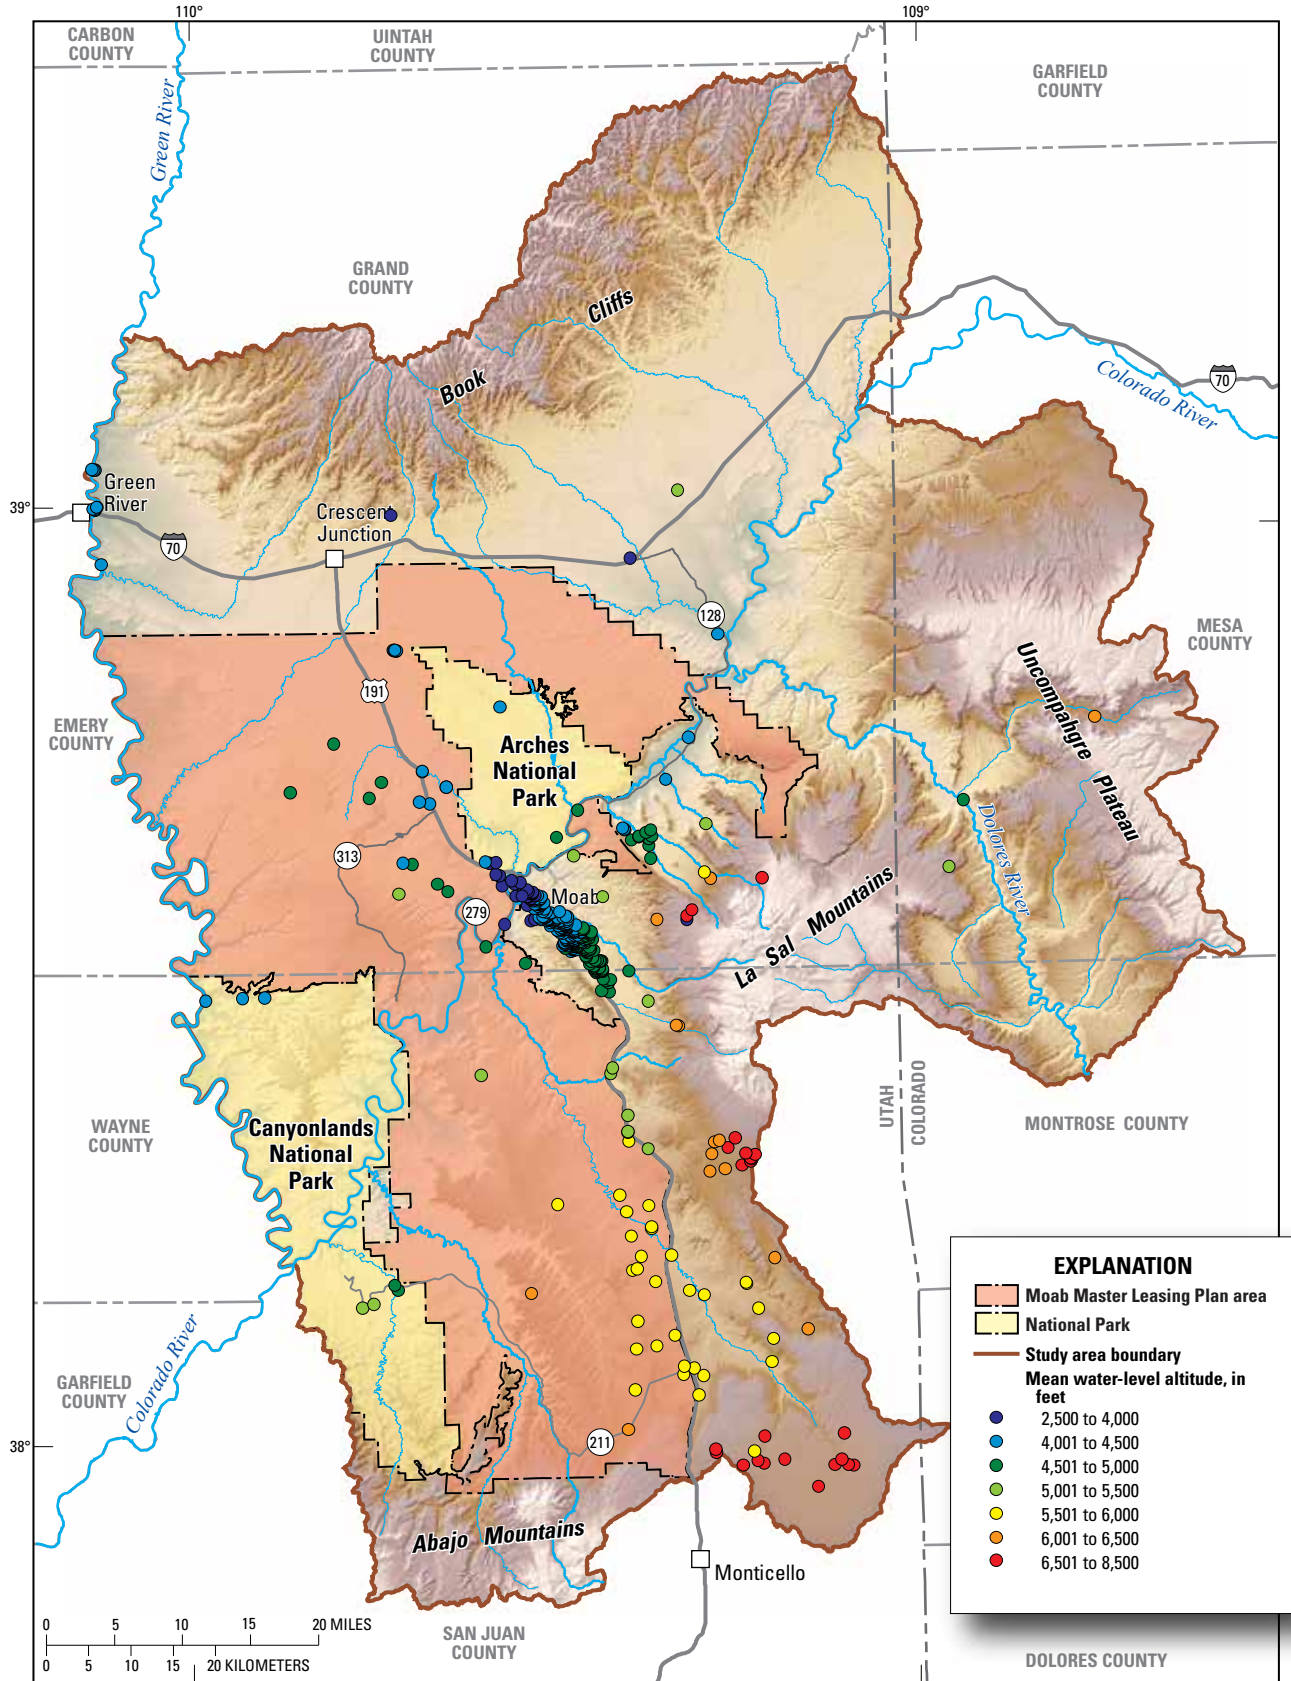 110°
109°
CARBON
COUNTY
UINTAH
COUNTY
GARFIELD
COUNTY
Green River
GRAND
COUNTY
Cliffs
Book
70
Colorado River
39°
Green
River
Crescent
Junction
70
128
MESA
COUNTY
Uncompahgre Plateau
191
EMERY
COUNTY
Arches
National
Park
Dolores River
313
279
Moab
La Sal Mountains
WAYNE
COUNTY
Canyonlands
National
Park
UTAH
COLORADO
MONTROSE COUNTY
EXPLANATION
Moab Master Leasing Plan area
National Park
Study area boundary
Mean water-level altitude, in
feet
2,500 to 4,000
4,001 to 4,500
4,501 to 5,000
5,001 to 5,500
5,501 to 6,000
6,001 to 6,500
6,501 to 8,500
Colorado River
GARFIELD
COUNTY
38°
211
Abajo Mountains
Monticello
0 5 10 15 20 MILES
0 5 10 15 20 KILOMETERS
SAN JUAN
COUNTY
DOLORES COUNTY